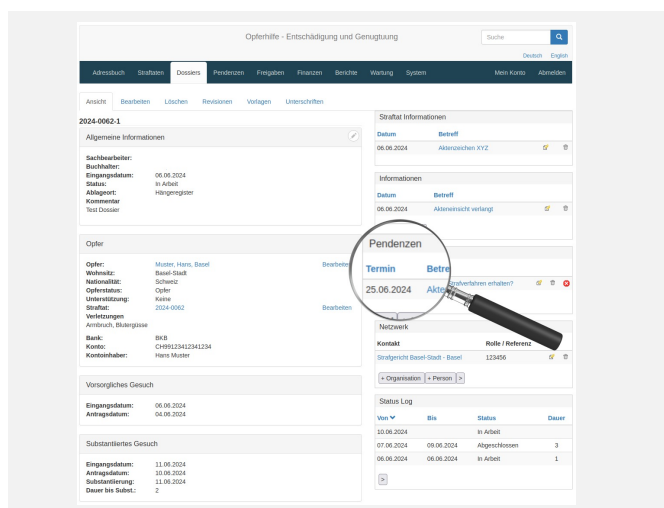 Opferhilfe - Entschädigung und Genugtuung
Suche
Deutsch English
Adressbuch Straftaten Dossiers Pendenzen Freigaben Finanzen Berichte Wartung System Mein Konto Abmelden
Ansicht Bearbeiten Löschen Revisionen Vorlagen Unterschriften
2024-0062-1
Allgemeine Informationen
Sachbearbeiter:
Buchhalter:
Eingangsdatum: 06.06.2024
Status: In Arbeit
Ablageort: Hängeregister
Kommentar
Test Dossier
Opfer
Opfer: Muster, Hans, Basel Bearbeiten
Wohnsitz: Basel-Stadt
Nationalität: Schweiz
Opferstatus: Opfer
Unterstützung: Keine
Straftat: 2024-0062 Bearbeiten
Verletzungen
Armbruch, Blutergüsse
Bank: BKB
Konto: CH99123412341234
Kontoinhaber: Hans Muster
Vorsorgliches Gesuch
Eingangsdatum: 06.06.2024
Antragsdatum: 04.06.2024
Substantiiertes Gesuch
Eingangsdatum: 11.06.2024
Antragsdatum: 10.06.2024
Substantiierung: 11.06.2024
Dauer bis Subst.: 2
Straftat Informationen
Datum Betreff
06.06.2024 Aktenzeichen XYZ
Informationen
Datum Betreff
06.06.2024 Akteneinsicht verlangt
Pendenzen
Termin Betre
25.06.2024 Akte Strafverfahren erhalten?
Netzwerk
Kontakt Rolle / Referenz
Strafgericht Basel-Stadt - Basel 123456
+ Organisation + Person >
Status Log
Von Bis Status Dauer
10.06.2024 In Arbeit
07.06.2024 09.06.2024 Abgeschlossen 3
06.06.2024 06.06.2024 In Arbeit 1
>